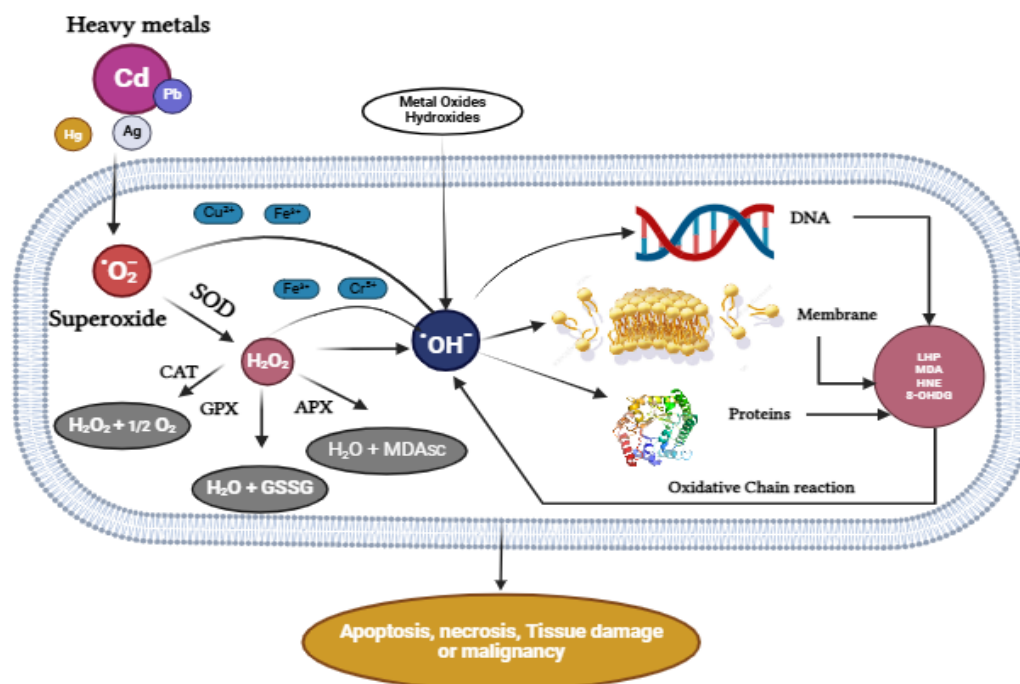 Heavy metals
Cd
Pb
Hg
Ag
Metal Oxides
Hydroxides
Cu²⁺
Fe³⁺
DNA
•O₂⁻
Superoxide
SOD
Fe³⁺
Cr⁵⁺
•OH⁻
Membrane
LHP
MDA
HNE
8-OHDG
H₂O₂
CAT
GPX
APX
H₂O₂ + 1/2 O₂
H₂O + MDAsc
H₂O + GSSG
Proteins
Oxidative Chain reaction
Apoptosis, necrosis, Tissue damage
or malignancy